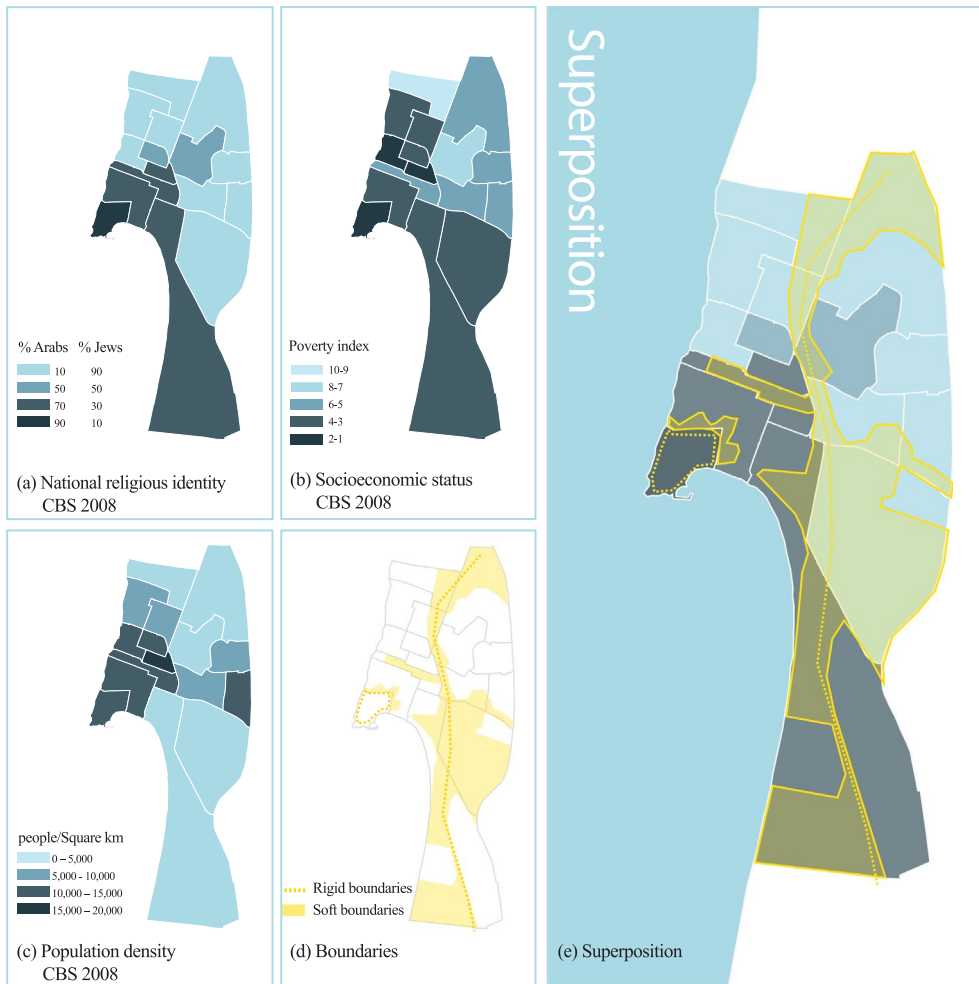 % Arabs % Jews
10 90
50 50
70 30
90 10
(a) National religious identity
CBS 2008
Poverty index
10-9
8-7
6-5
4-3
2-1
(b) Socioeconomic status
CBS 2008
people/Square km
0 – 5,000
5,000 - 10,000
10,000 – 15,000
15,000 – 20,000
(c) Population density
CBS 2008
Rigid boundaries
Soft boundaries
(d) Boundaries
Superposition
(e) Superposition